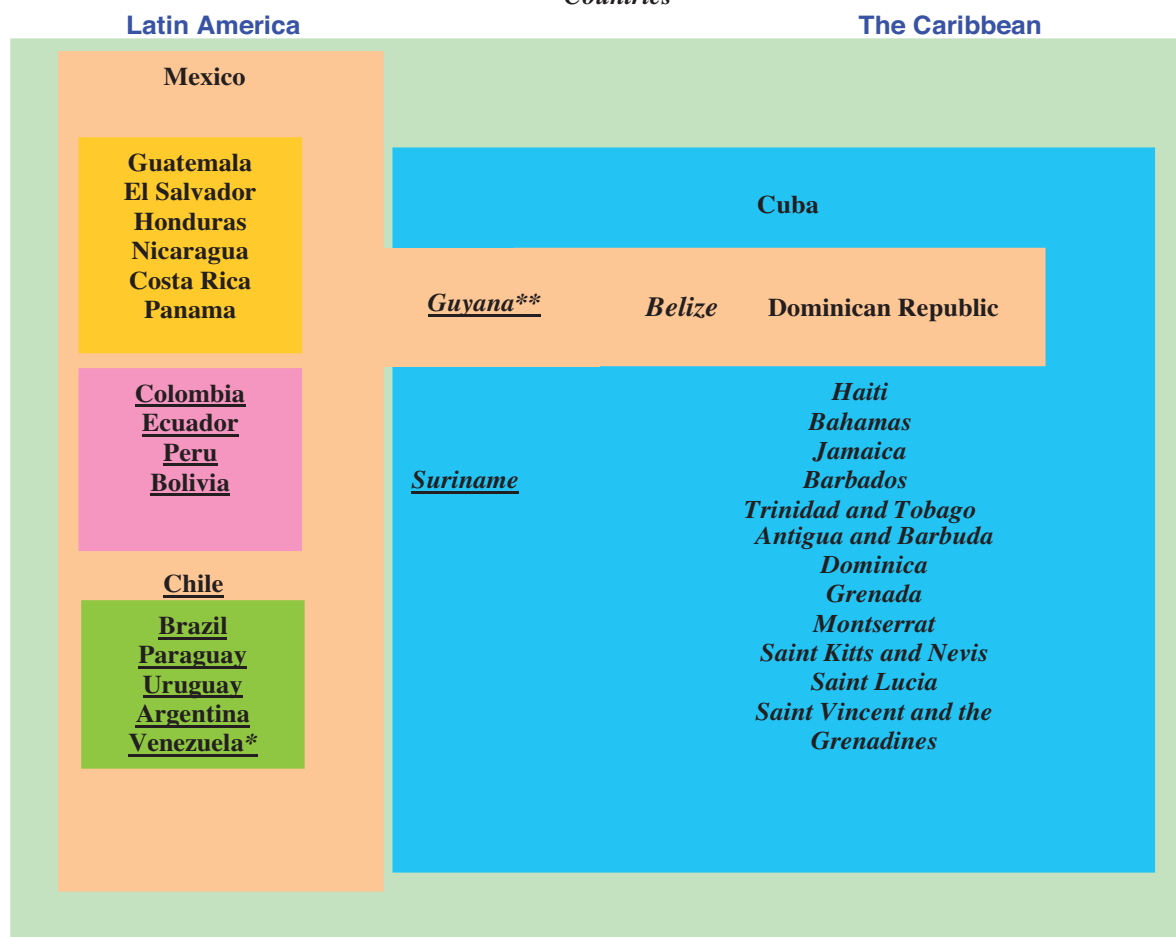 Countries
Latin America
The Caribbean
Mexico
Guatemala
El Salvador
Honduras
Nicaragua
Costa Rica
Panama
Colombia
Ecuador
Peru
Bolivia
Chile
Brazil
Paraguay
Uruguay
Argentina
Venezuela*
Cuba
Guyana** Belize Dominican Republic
Suriname
Haiti
Bahamas
Jamaica
Barbados
Trinidad and Tobago
Antigua and Barbuda
Dominica
Grenada
Montserrat
Saint Kitts and Nevis
Saint Lucia
Saint Vincent and the
Grenadines